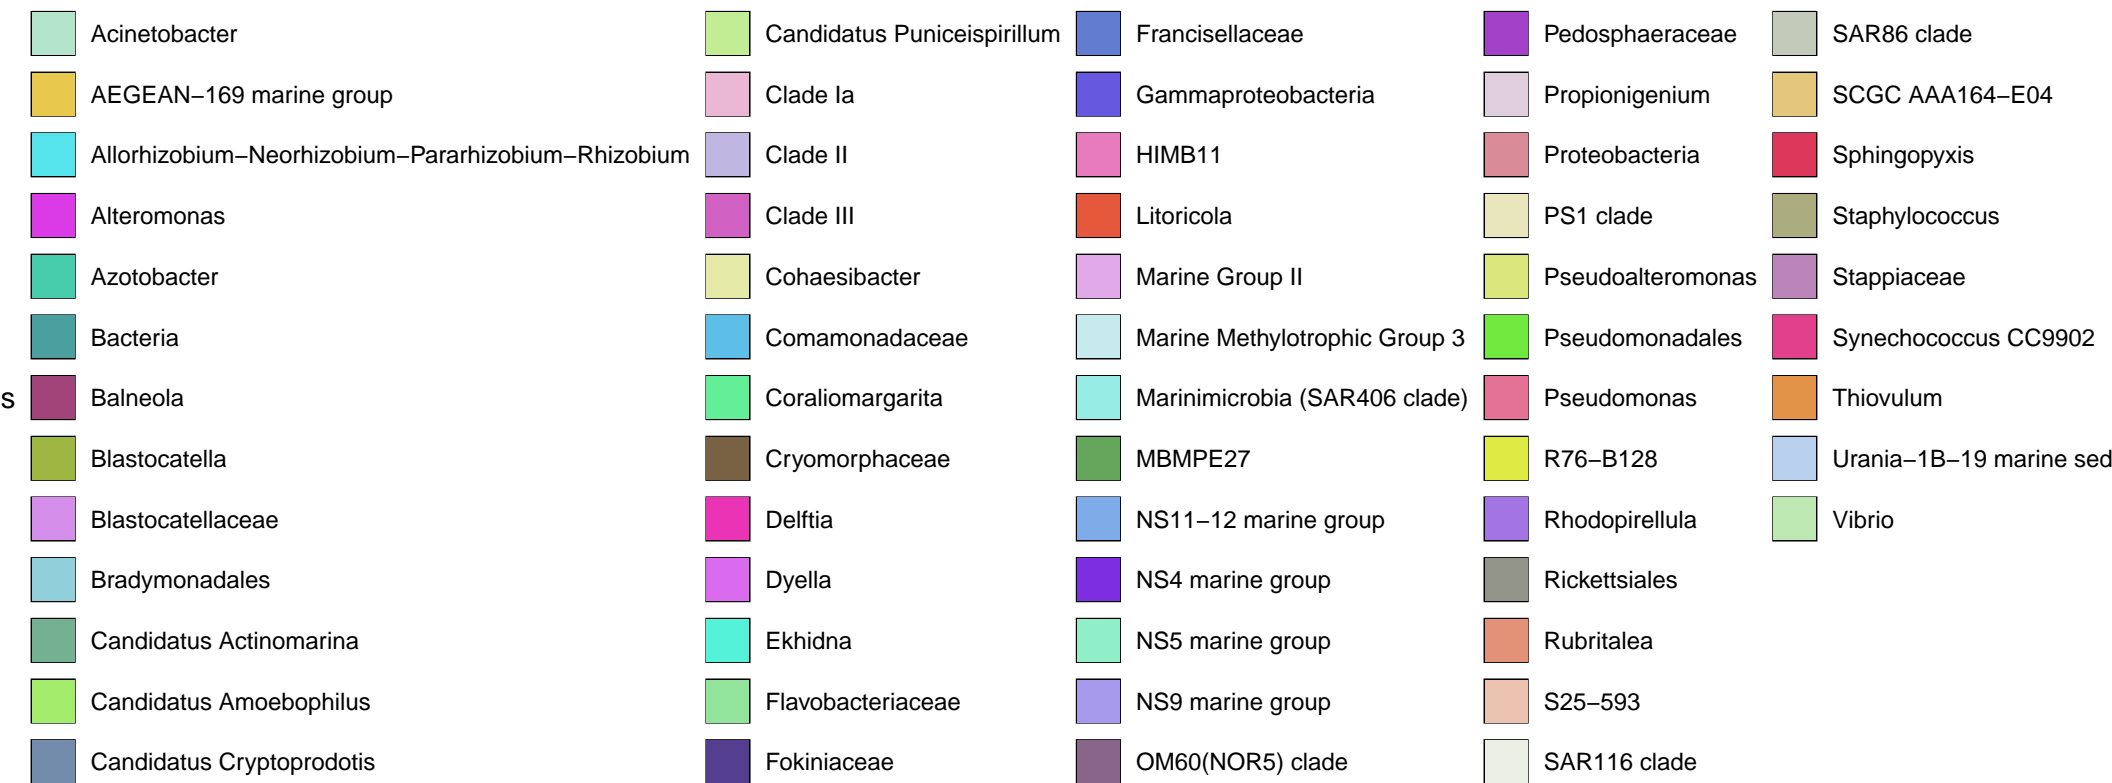 Acinetobacter
AEGEAN−169 marine group
Allorhizobium−Neorhizobium−Pararhizobium−Rhizobium
Alteromonas
Azotobacter
Bacteria
s
Balneola
Blastocatella
Blastocatellaceae
Bradymonadales
Candidatus Actinomarina
Candidatus Amoebophilus
Candidatus Cryptoprodotis
Candidatus Puniceispirillum
Clade Ia
Clade II
Clade III
Cohaesibacter
Comamonadaceae
Coraliomargarita
Cryomorphaceae
Delftia
Dyella
Ekhidna
Flavobacteriaceae
Fokiniaceae
Francisellaceae
Gammaproteobacteria
HIMB11
Litoricola
Marine Group II
Marine Methylotrophic Group 3
Marinimicrobia (SAR406 clade)
MBMPE27
NS11−12 marine group
NS4 marine group
NS5 marine group
NS9 marine group
OM60(NOR5) clade
Pedosphaeraceae
Propionigenium
Proteobacteria
PS1 clade
Pseudoalteromonas
Pseudomonadales
Pseudomonas
R76−B128
Rhodopirellula
Rickettsiales
Rubritalea
S25−593
SAR116 clade
SAR86 clade
SCGC AAA164−E04
Sphingopyxis
Staphylococcus
Stappiaceae
Synechococcus CC9902
Thiovulum
Urania−1B−19 marine sed
Vibrio